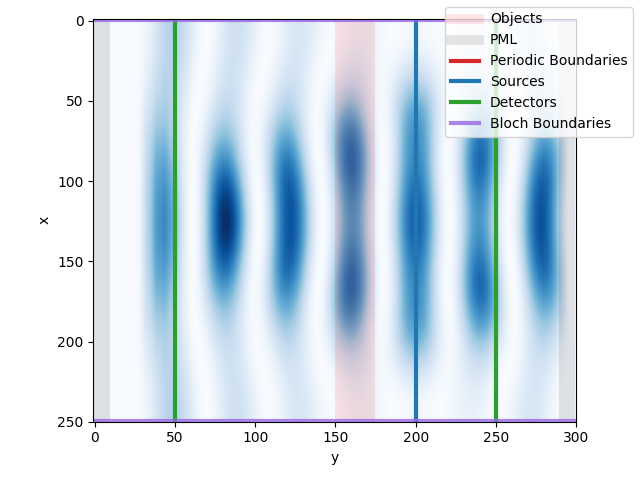 Objects
PML
Periodic Boundaries
Sources
Detectors
Bloch Boundaries
0
50
100
150
200
250
x
0 50 100 150 200 250 300
y